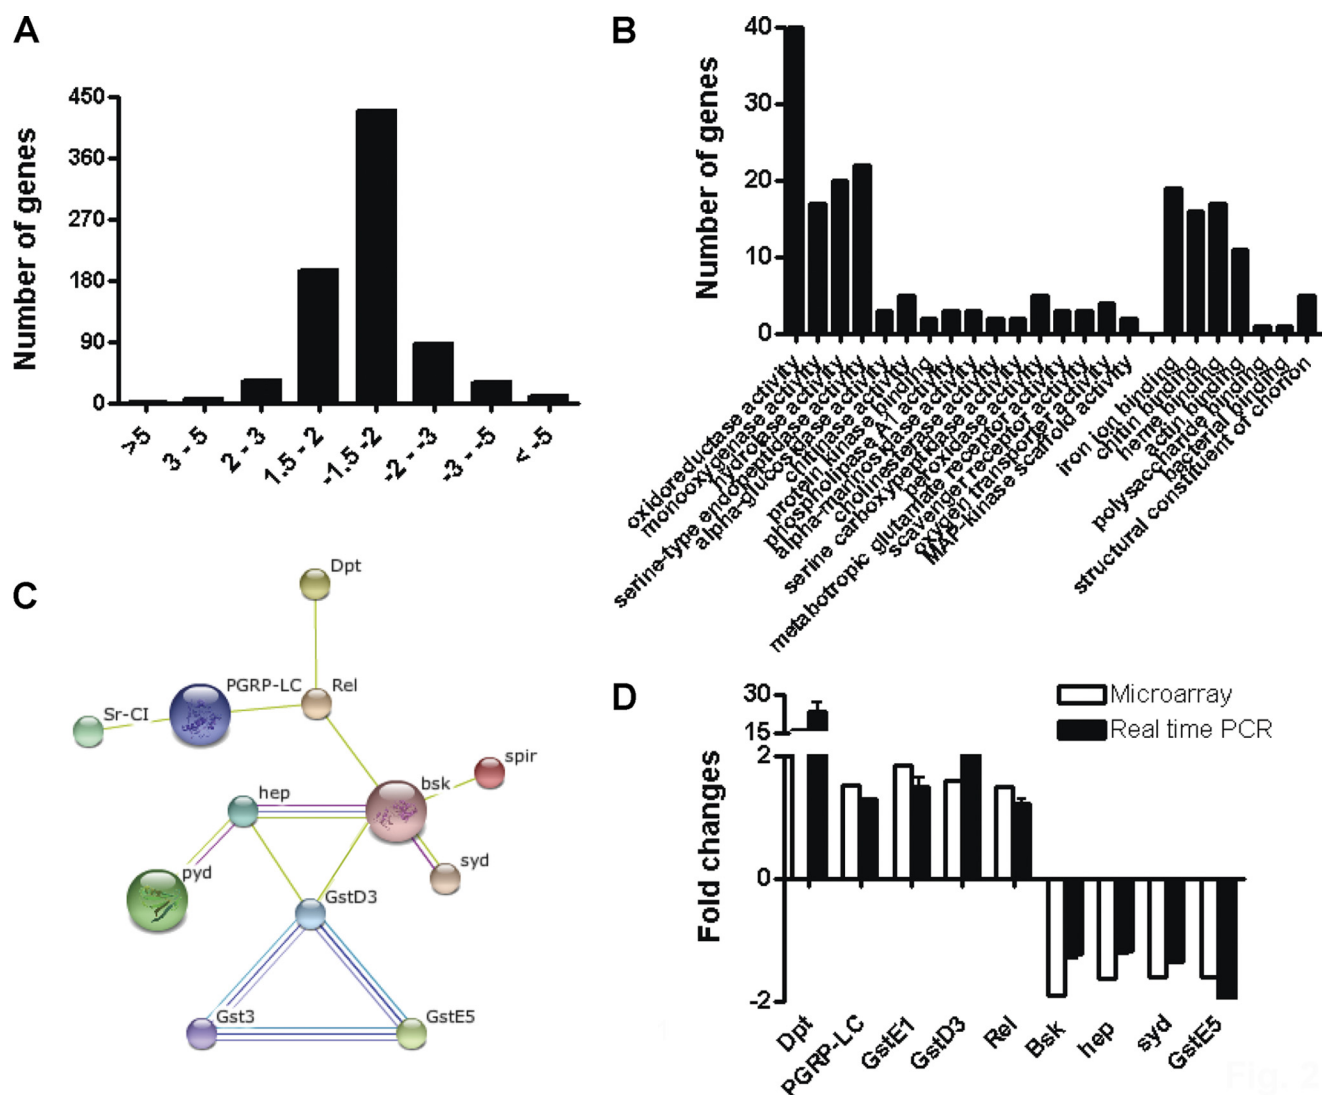 A
Number of genes
450
360
270
180
90
0
>5
3 - 5
2 - 3
1.5 - 2
-1.5 -2
-2 - -3
-3 - -5
< -5
B
Number of genes
40
30
20
10
0
oxidoreductase activity
monooxygenase activity
hydrolase activity
serine-type endopeptidase activity
alpha-glucosidase activity
chitinase activity
protein kinase binding
phospholipase A1 activity
alpha-mannosidase activity
cholinesterase activity
serine carboxypeptidase activity
peroxidase activity
metabotropic glutamate receptor activity
scavenger receptor activity
oxygen transporter activity
MAP-kinase scaffold activity
iron ion binding
chitin binding
heme binding
actin binding
polysaccharide binding
bacterial binding
structural constituent of chorion
C
Dpt
PGRP-LC
Rel
Sr-CI
spir
bsk
hep
pyd
syd
GstD3
Gst3
GstE5
D
Fold changes
30
15
2
0
-2
Microarray
Real time PCR
Dpt
PGRP-LC
GstE1
GstD3
Rel
Bsk
hep
syd
GstE5
Fig. 2